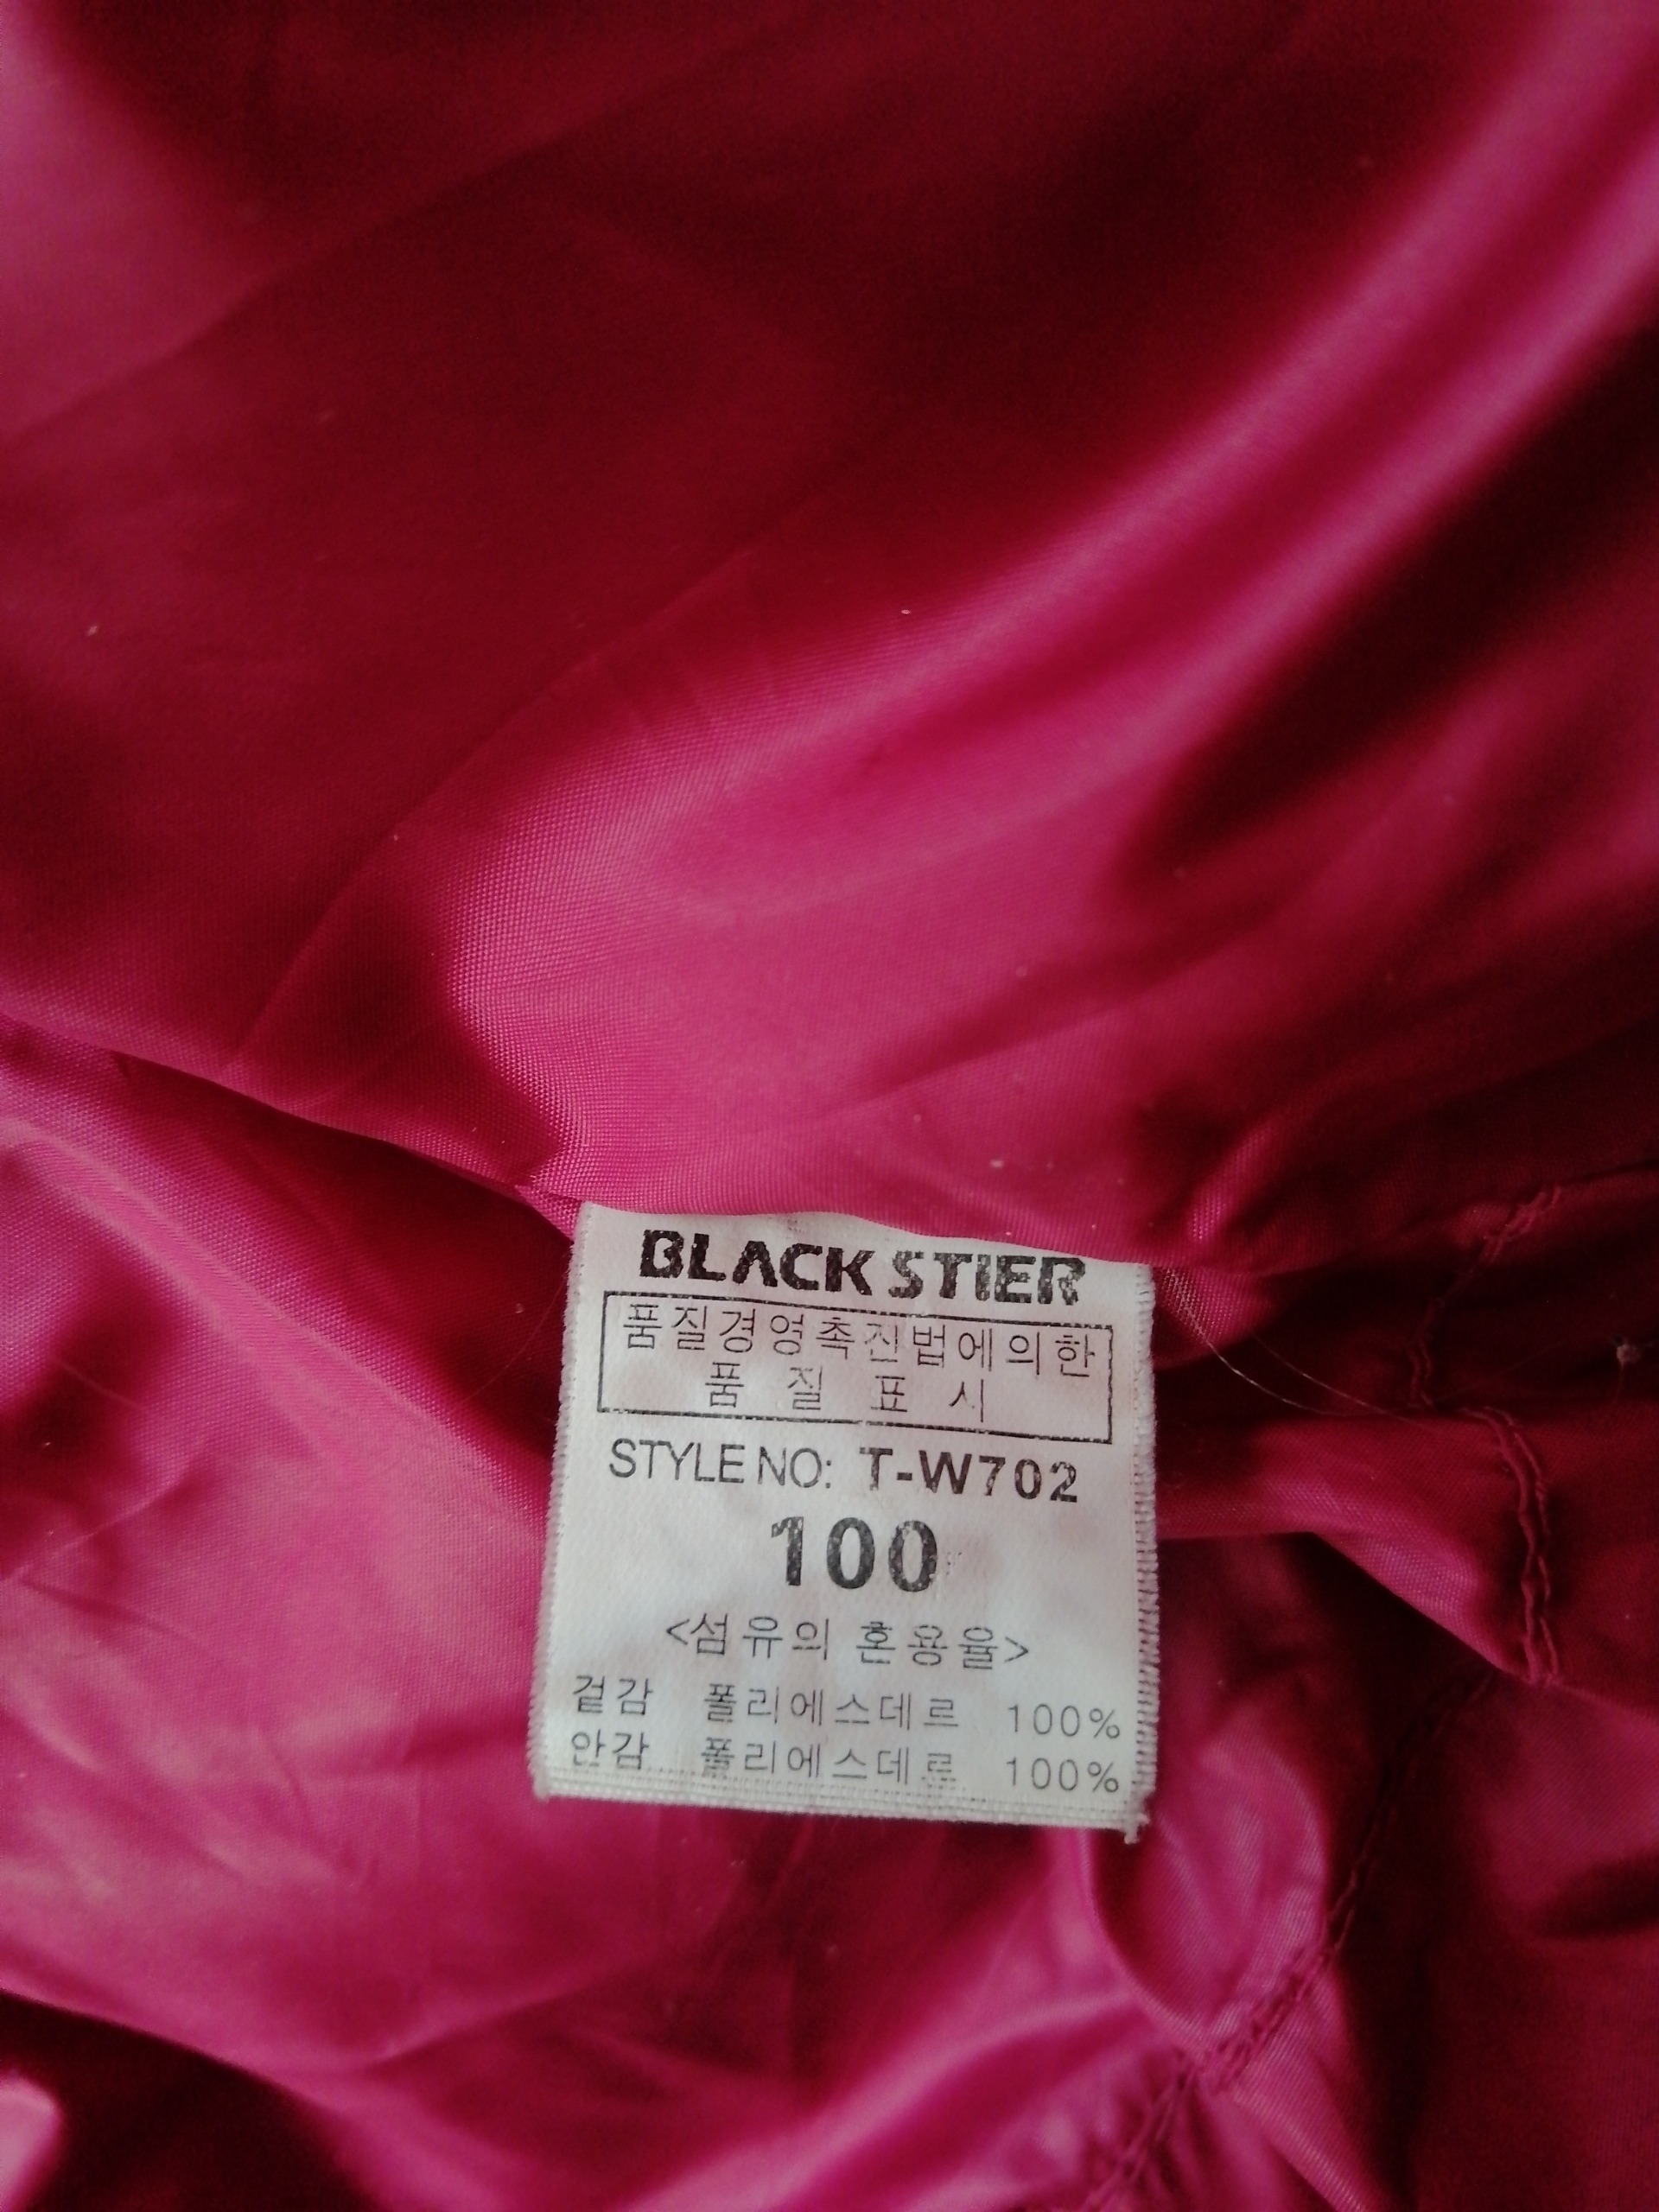 BLACK STIER
품질경영촉진법에의한
품 질 표 시
STYLE NO: T-W702
100
<섬유의 혼용율>
겉감 폴리에스데르 100%
안감 폴리에스데르 100%